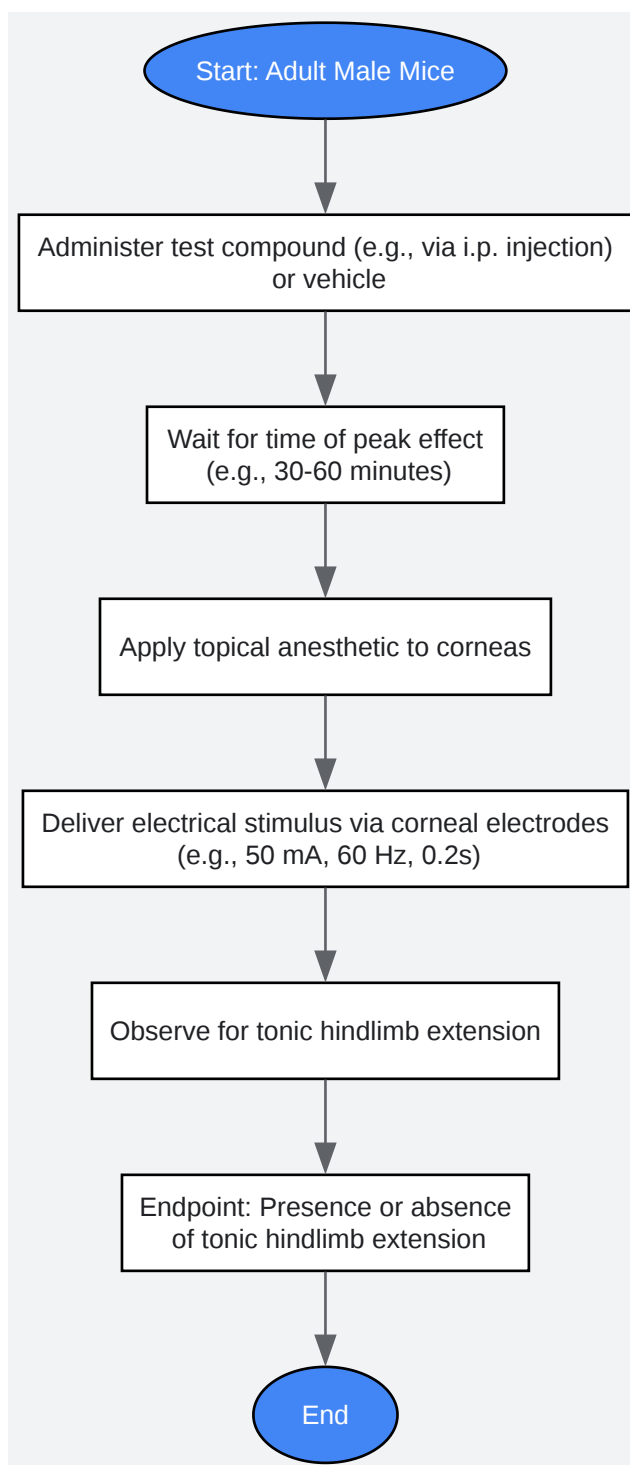 Start: Adult Male Mice
Administer test compound (e.g., via i.p. injection)
or vehicle
Wait for time of peak effect
(e.g., 30-60 minutes)
Apply topical anesthetic to corneas
Deliver electrical stimulus via corneal electrodes
(e.g., 50 mA, 60 Hz, 0.2s)
Observe for tonic hindlimb extension
Endpoint: Presence or absence
of tonic hindlimb extension
End